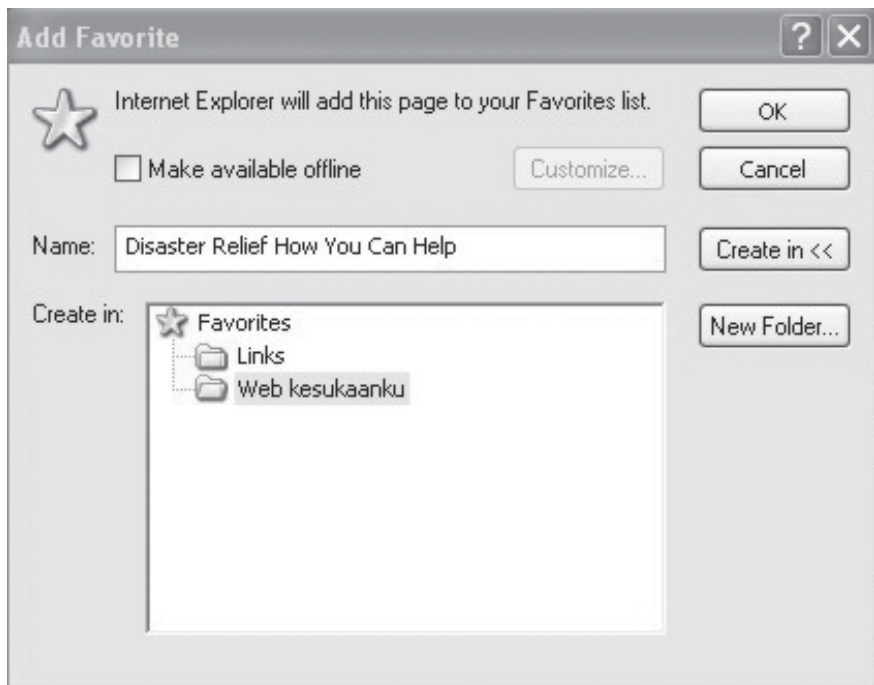 Add Favorite
Internet Explorer will add this page to your Favorites list.
OK
Make available offline
Customize...
Cancel
Name: Disaster Relief How You Can Help
Create in <<
Create in:
Favorites
New Folder...
Links
Web kesukaanku